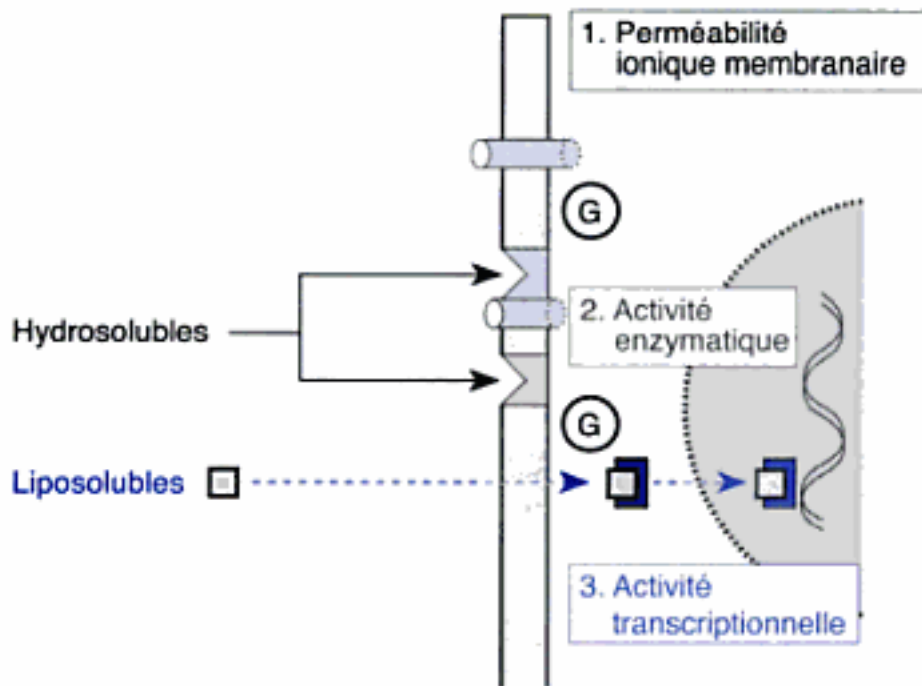 1. Perméabilité
ionique membranaire
G
Hydrosolubles
2. Activité
enzymatique
G
Liposolubles
3. Activité
transcriptionnelle